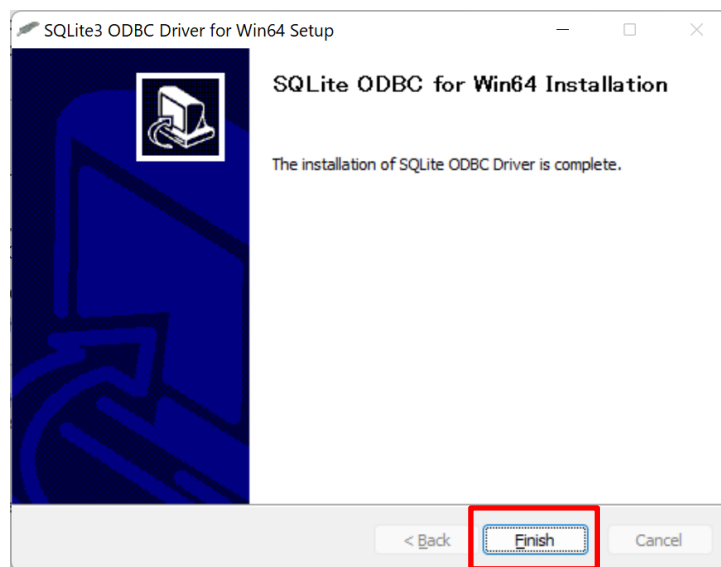 SQLite3 ODBC Driver for Win64 Setup
SQLite ODBC for Win64 Installation
The installation of SQLite ODBC Driver is complete.
< Back
Finish
Cancel